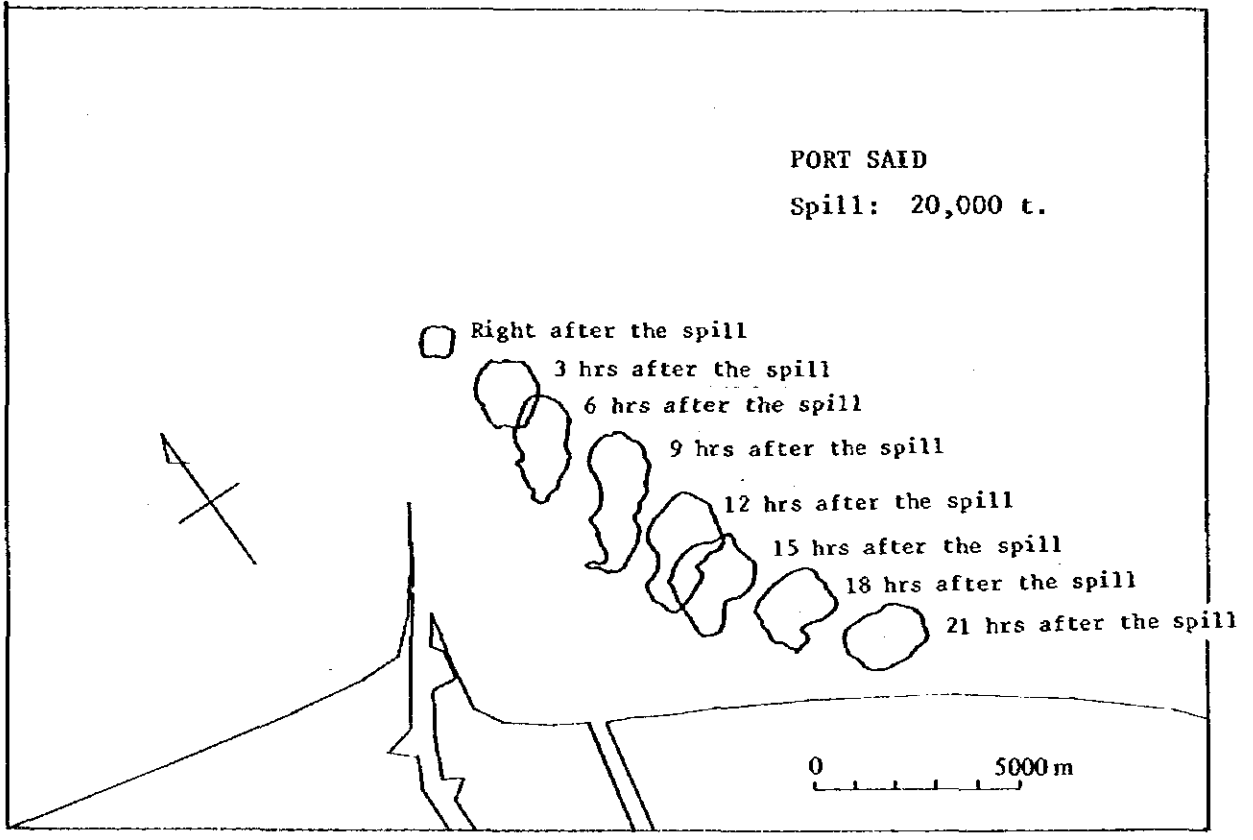 PORT SAID
Spill: 20,000 t.
Right after the spill
3 hrs after the spill
6 hrs after the spill
9 hrs after the spill
12 hrs after the spill
15 hrs after the spill
18 hrs after the spill
21 hrs after the spill
0 5000 m